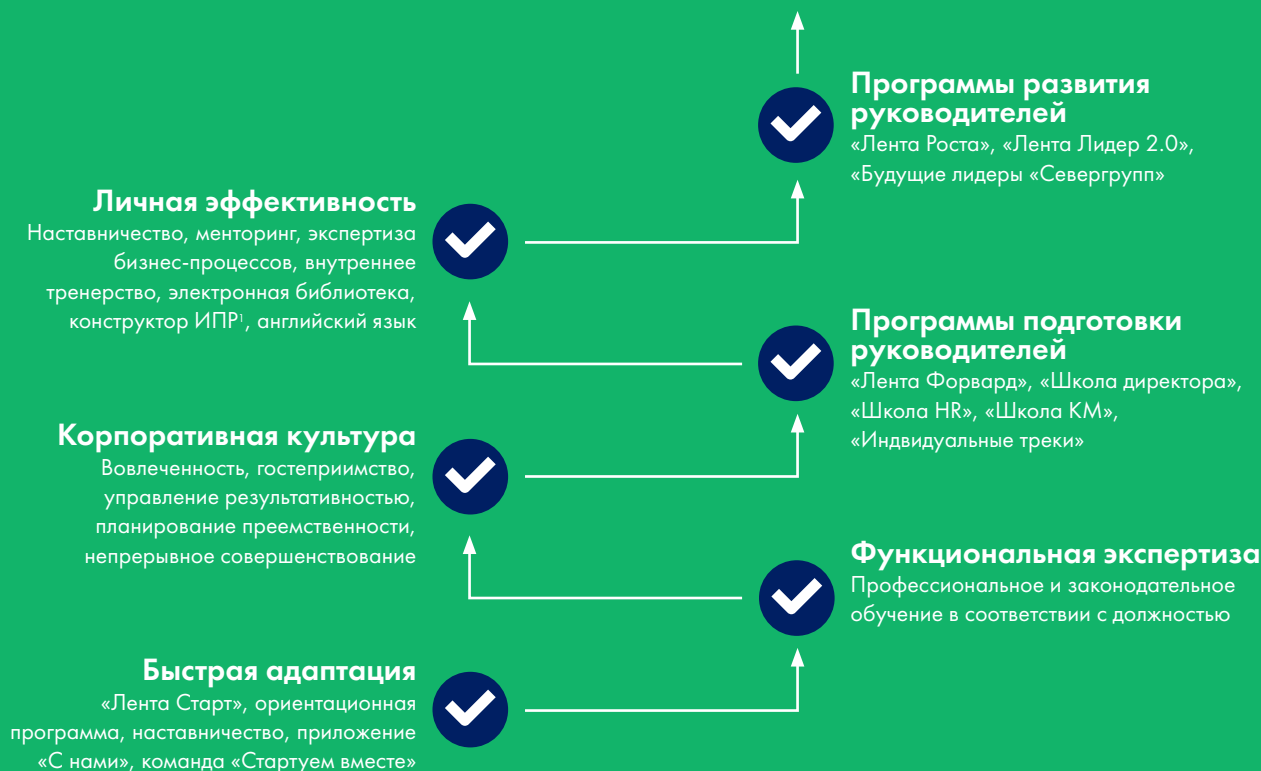 Программы развития
руководителей
«Лента Роста», «Лента Лидер 2.0»,
«Будущие лидеры «Севергрупп»
Личная эффективность
Наставничество, менторинг, экспертиза
бизнес-процессов, внутреннее
тренерство, электронная библиотека,
конструктор ИПР¹, английский язык
Программы подготовки
руководителей
«Лента Форвард», «Школа директора»,
«Школа HR», «Школа КМ»,
«Индвидуальные треки»
Корпоративная культура
Вовлеченность, гостеприимство,
управление результативностью,
планирование преемственности,
непрерывное совершенствование
Функциональная экспертиза
Профессиональное и законодательное
обучение в соответствии с должностью
Быстрая адаптация
«Лента Старт», ориентационная
программа, наставничество, приложение
«С нами», команда «Стартуем вместе»